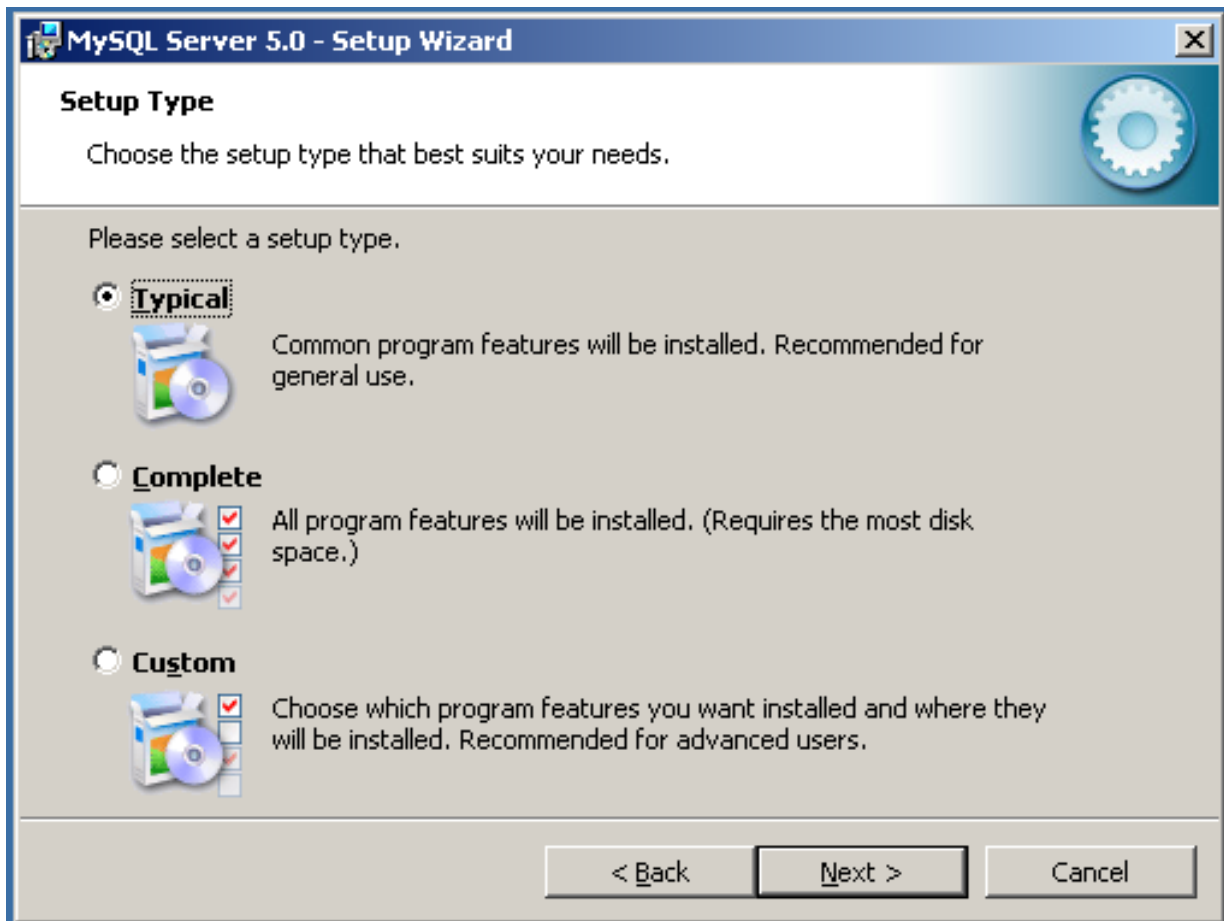 MySQL Server 5.0 - Setup Wizard
Setup Type
Choose the setup type that best suits your needs.
Please select a setup type.
Typical
Common program features will be installed. Recommended for
general use.
Complete
All program features will be installed. (Requires the most disk
space.)
Custom
Choose which program features you want installed and where they
will be installed. Recommended for advanced users.
< Back Next > Cancel